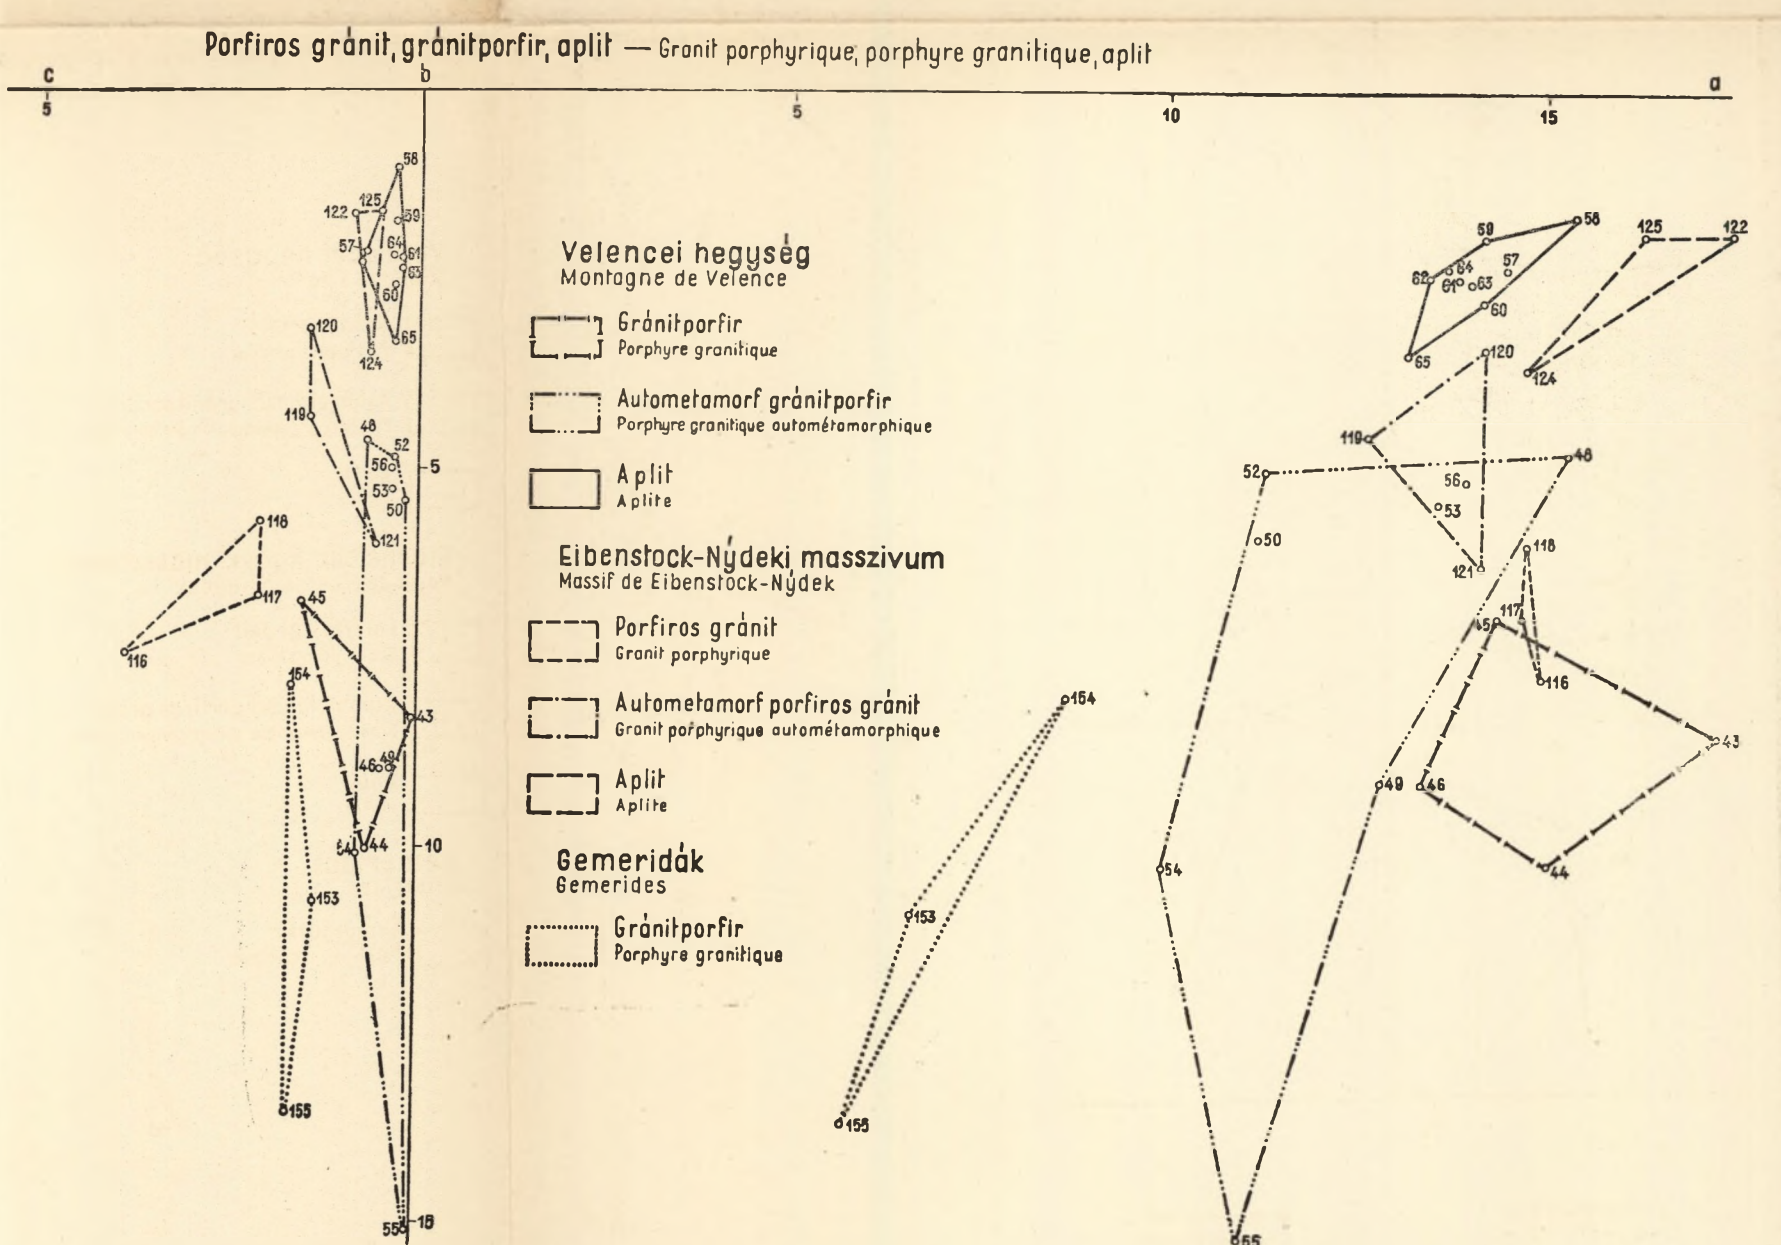 Porfiros gránit, gránitporfir, aplit — Granit porphyrique, porphyre granitique, aplit
c b a
5 5 10 15
58
125
122
59
57
64
61
63
60
120
65
124
119
48
52
5
56
53
50
118
121
117
45
116
154
43
46 49
54 44
10
153
155
55
15
Velencei hegység
Montagne de Velence
Gránitporfir
Porphyre granitique
Autometamorf gránitporfir
Porphyre granitique autométamorphique
Aplit
Aplite
Eibenstock-Nýdeki masszivum
Massif de Eibenstock-Nýdek
Porfiros gránit
Granit porphyrique
Autometamorf porfiros gránit
Granit porphyrique autométamorphique
Aplit
Aplite
Gemeridák
Gemerides
Gránitporfir
Porphyre granitique
59 58 125 122
62 64 57
61 63
60
65 120 124
119
52 48
56
53
50
121 118
117
45
116
154
43
49 46
54 44
153
155
55